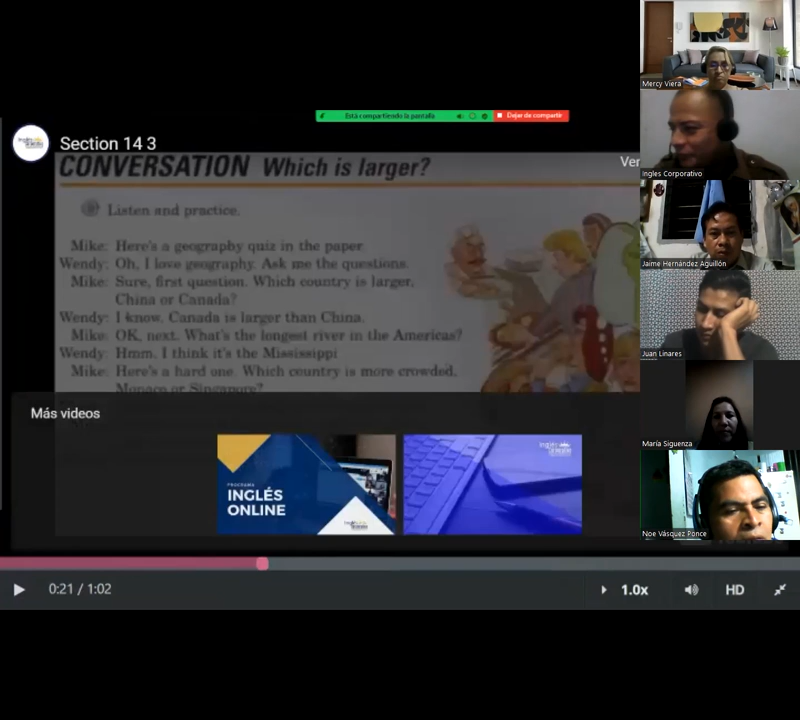 Está compartiendo la pantalla
Dejar de compartir
Section 14 3
Ver
CONVERSATION Which is larger?
Listen and practice.
Mike: Here's a geography quiz in the paper.
Wendy: Oh, I love geography. Ask me the questions.
Mike: Sure, first question. Which country is larger,
China or Canada?
Wendy: I know. Canada is larger than China.
Mike: OK, next. What's the longest river in the Americas?
Wendy: Hmm, I think it's the Mississippi
Mike: Here's a hard one. Which country is more crowded,
Monaco or Singapore?
Más videos
PROGRAMA
INGLÉS
ONLINE
Inglés
0:21 / 1:02
1.0x
HD
Mercy Viera
Ingles Corporativo
Jaime Hernández Aguillón
Juan Linares
María Siguenza
Noe Vásquez Ponce